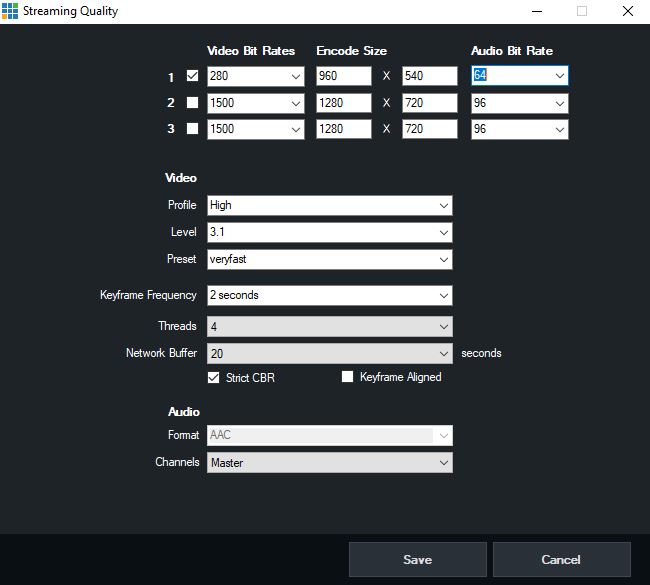 Streaming Quality
Video Bit Rates Encode Size Audio Bit Rate
1 280 960 X 540 64
2 1500 1280 X 720 96
3 1500 1280 X 720 96
Video
Profile High
Level 3.1
Preset veryfast
Keyframe Frequency 2 seconds
Threads 4
Network Buffer 20 seconds
Strict CBR Keyframe Aligned
Audio
Format AAC
Channels Master
Save Cancel